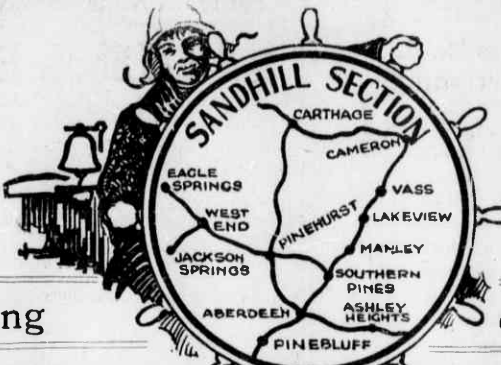 SANDHILL SECTION
CARTHAGE
CAMERON
EAGLE
SPRINGS
VASS
WEST
END
PINEHURST
LAKEVIEW
MANLEY
JACKSON
SPRINGS
SOUTHERN
PINES
ABERDEEN
ASHLEY
HEIGHTS
ng
PINEBLUFF